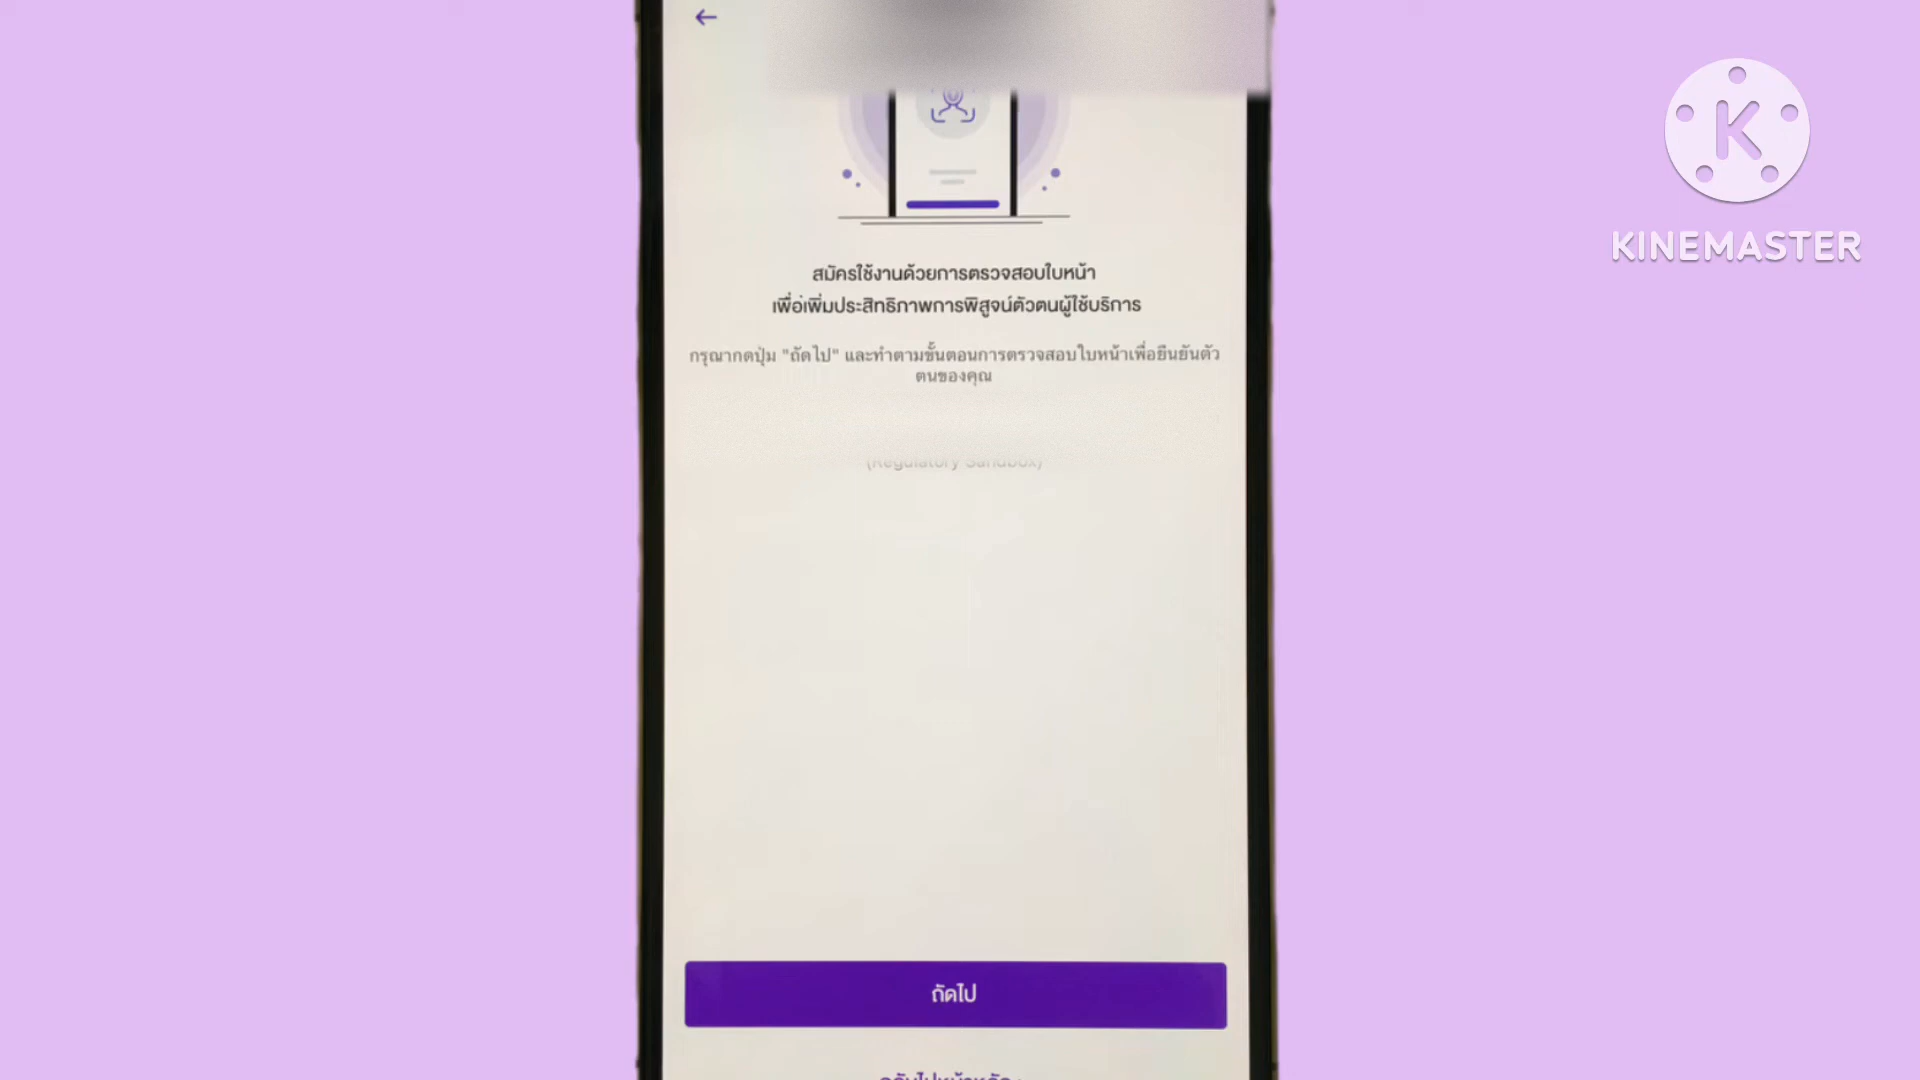 KINEMASTER
สมัครใช้งานด้วยการตรวจสอบใบหน้า
เพื่อเพิ่มประสิทธิภาพการพิสูจน์ตัวตนผู้ใช้บริการ
กรุณากดปุ่ม "ถัดไป" และทำตามขั้นตอนการตรวจสอบใบหน้าเพื่อยืนยันตัว
ตนของคุณ
(Regulatory Sandbox)
ถัดไป